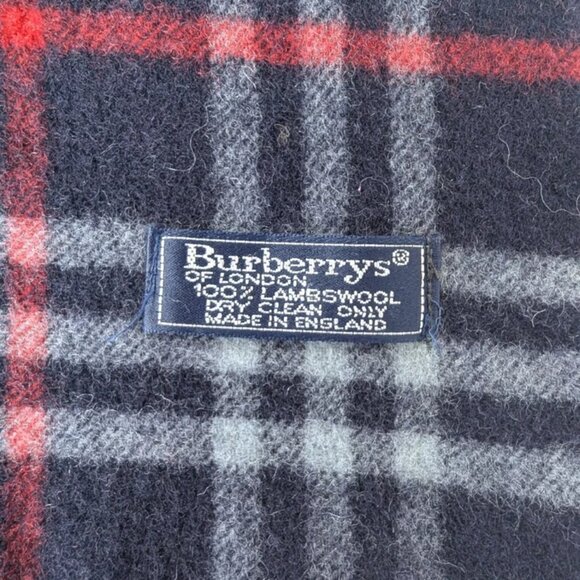 Burberrys®
OF LONDON
100% LAMBSWOOL
DRY CLEAN ONLY
MADE IN ENGLAND